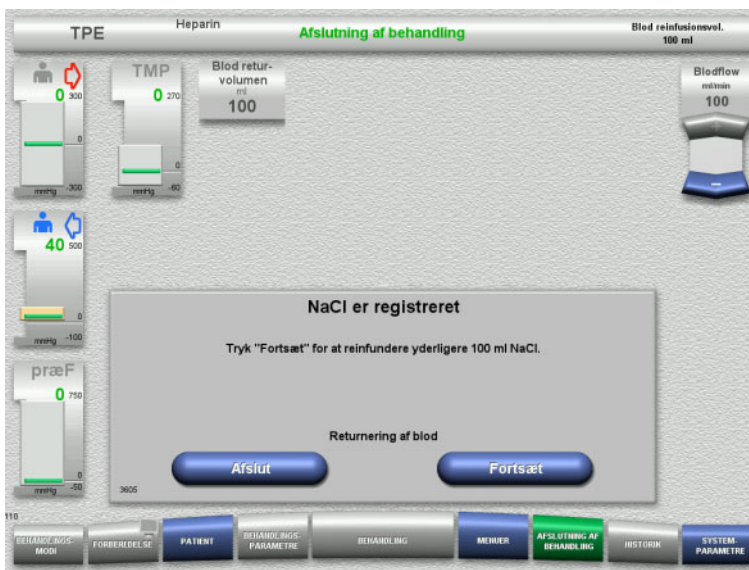 TPE
Heparin
Afslutning af behandling
Blod reinfusionsvol.
100 ml
0
300
0
-300
mmHg
TMP
0
270
0
-60
mmHg
Blod retur-
volumen
ml
100
Blodflow
ml/min
100
+
-
40
500
0
-100
mmHg
præF
0
750
0
-50
mmHg
NaCl er registreret
Tryk "Fortsæt" for at reinfundere yderligere 100 ml NaCl.
Returnering af blod
Afslut
Fortsæt
3605
110
BEHANDLINGS-
MODI
FORBEREDELSE
PATIENT
BEHANDLINGS-
PARAMETRE
BEHANDLING
MENUER
AFSLUTNING AF
BEHANDLING
HISTORIK
SYSTEM-
PARAMETRE